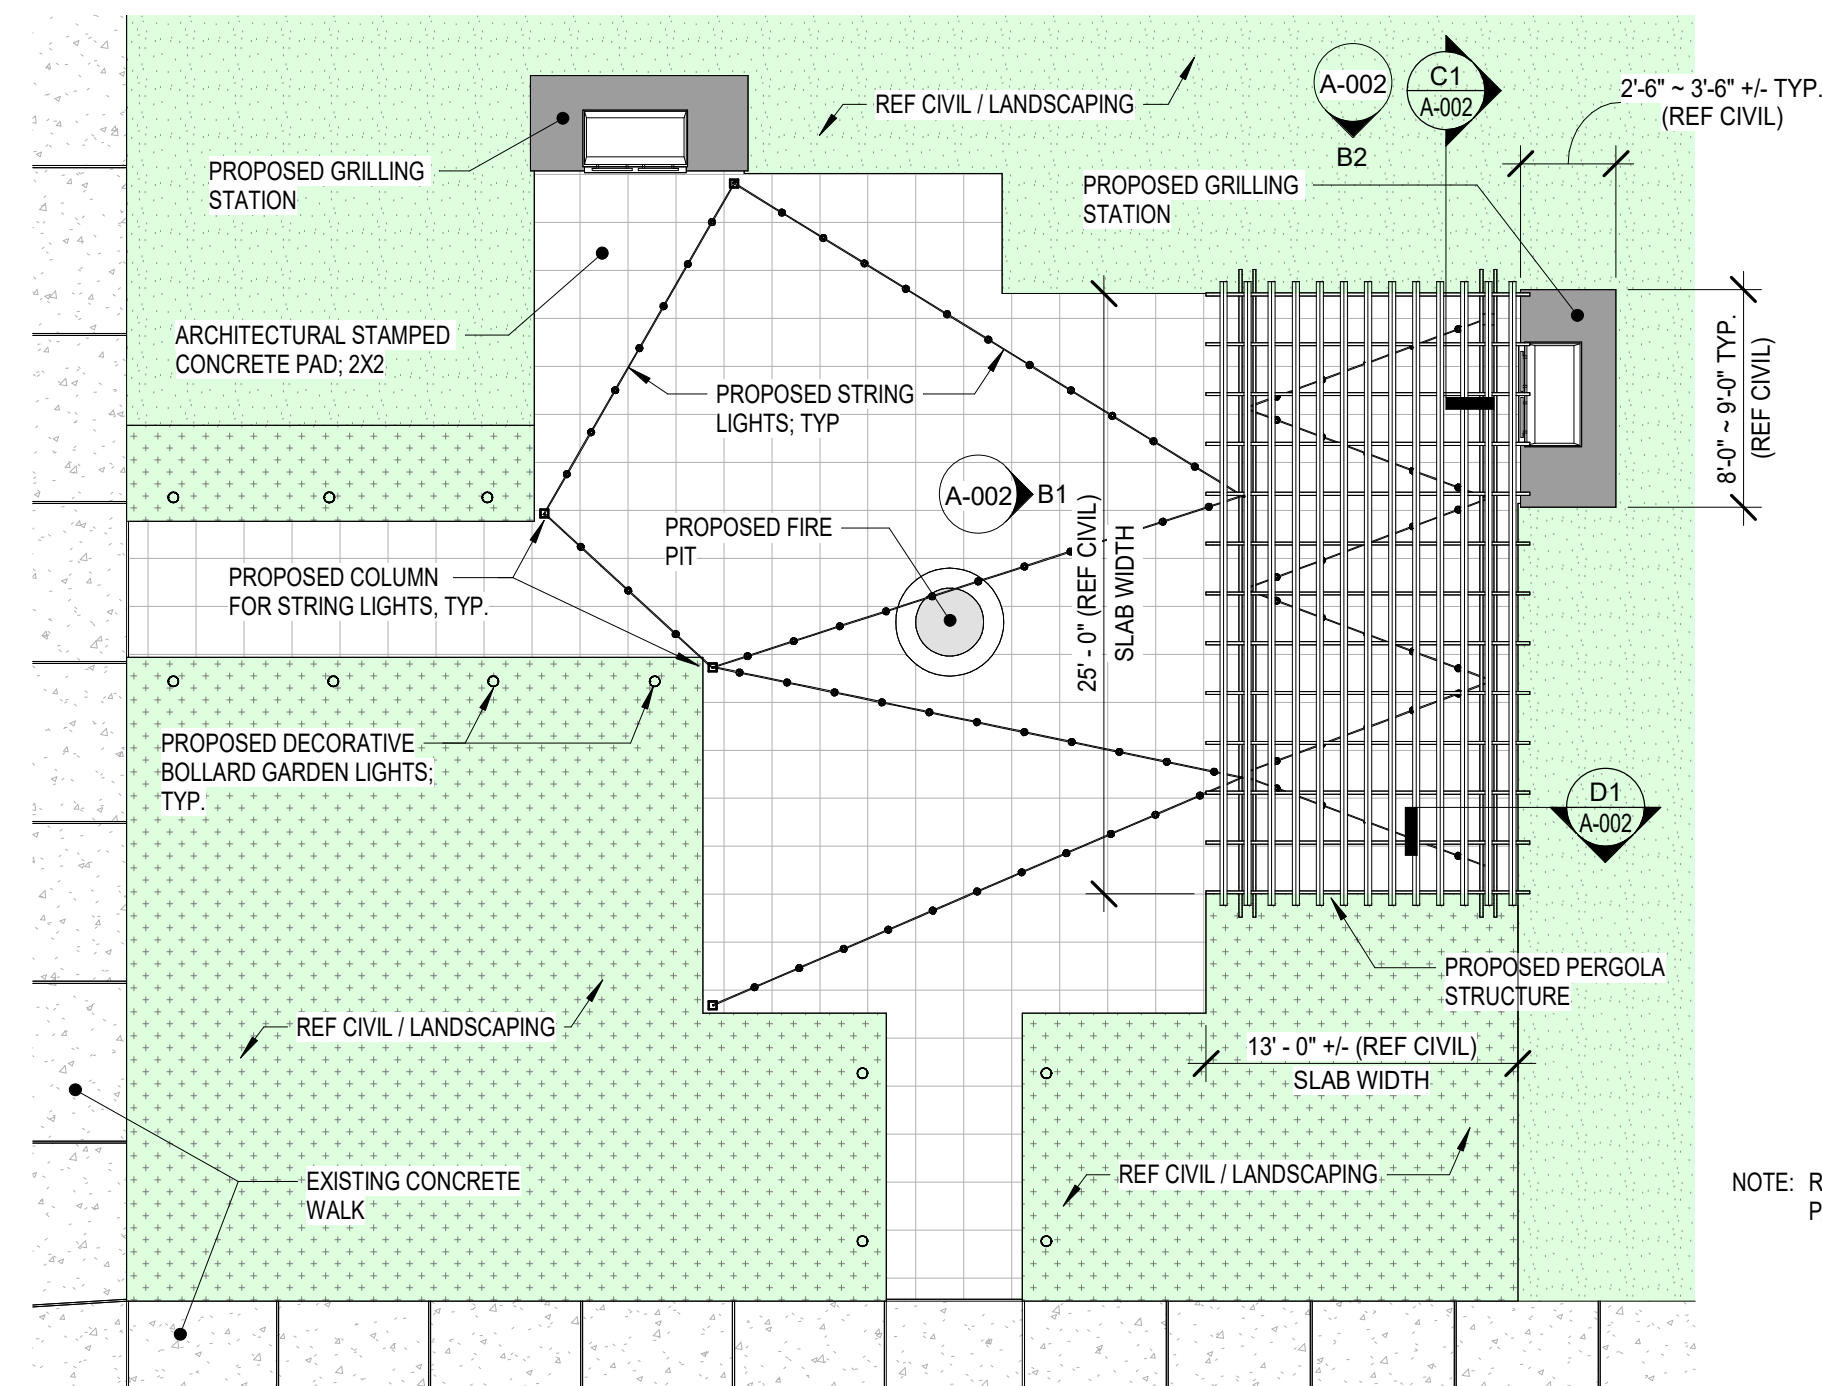 REF CIVIL / LANDSCAPING
A-002
B2
C1
A-002
2'-6" ~ 3'-6" +/- TYP.
(REF CIVIL)
PROPOSED GRILLING
STATION
PROPOSED GRILLING
STATION
ARCHITECTURAL STAMPED
CONCRETE PAD; 2X2
PROPOSED STRING
LIGHTS; TYP
8'-0" ~ 9'-0" TYP.
(REF CIVIL)
A-002
B1
PROPOSED FIRE
PIT
25' - 0" (REF CIVIL)
SLAB WIDTH
PROPOSED COLUMN
FOR STRING LIGHTS, TYP.
PROPOSED DECORATIVE
BOLLARD GARDEN LIGHTS;
TYP.
D1
A-002
PROPOSED PERGOLA
STRUCTURE
REF CIVIL / LANDSCAPING
13' - 0" +/- (REF CIVIL)
SLAB WIDTH
EXISTING CONCRETE
WALK
REF CIVIL / LANDSCAPING
NOTE: R
P